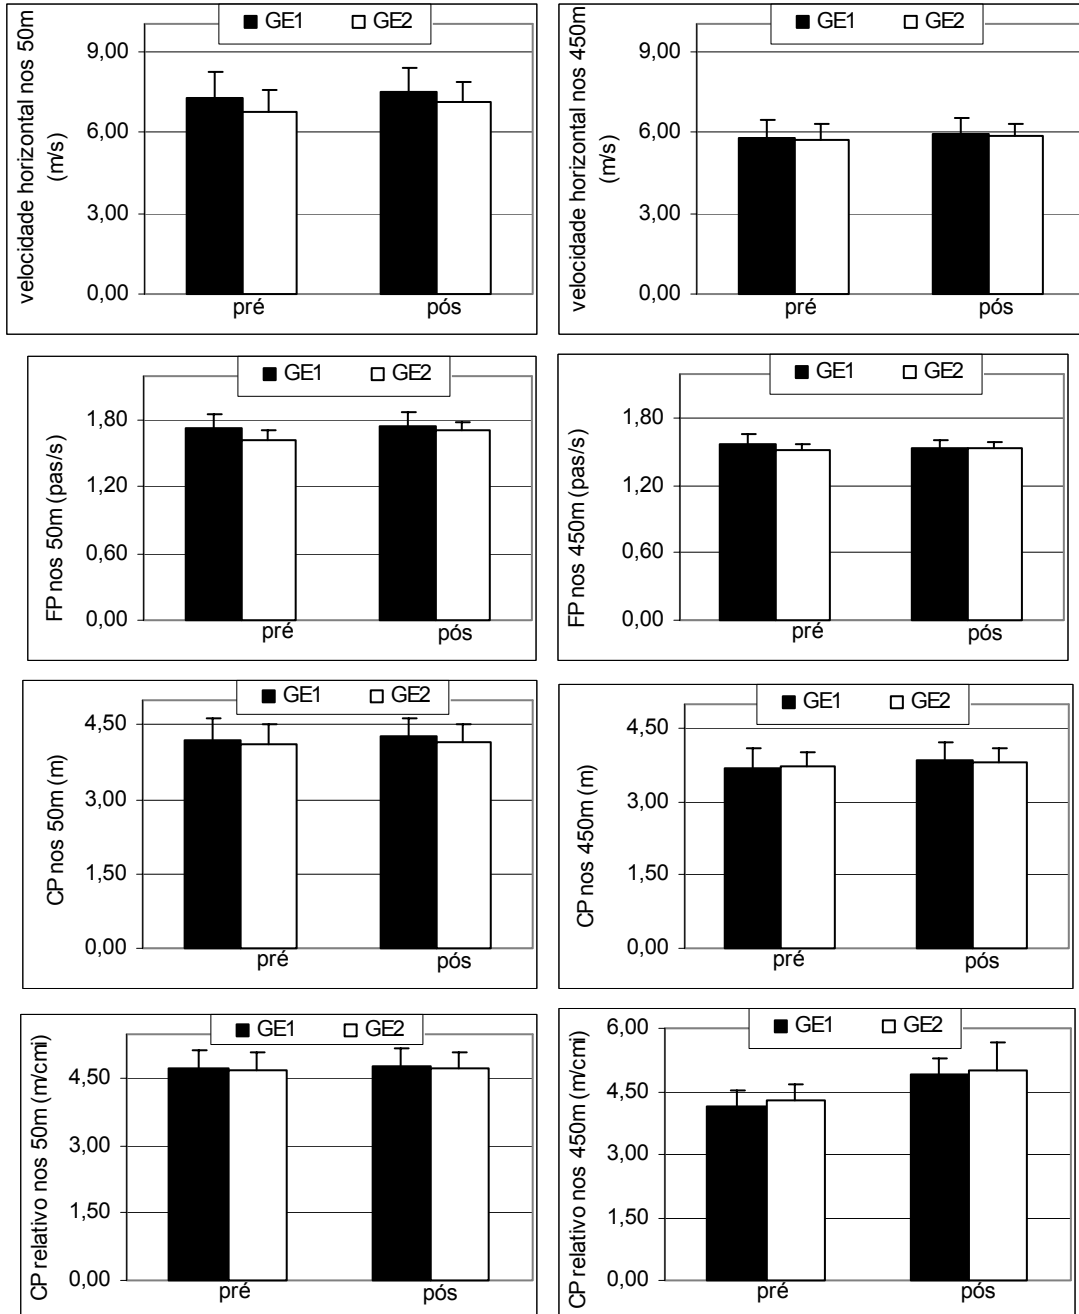 GE1 GE2
velocidade horizontal nos 50m
(m/s)
9,00
6,00
3,00
0,00
pré pós
GE1 GE2
velocidade horizontal nos 450m
(m/s)
9,00
6,00
3,00
0,00
pré pós
GE1 GE2
FP nos 50m (pas/s)
1,80
1,20
0,60
0,00
pré pós
GE1 GE2
FP nos 450m (pas/s)
1,80
1,20
0,60
0,00
pré pós
GE1 GE2
CP nos 50m (m)
4,50
3,00
1,50
0,00
pré pós
GE1 GE2
CP nos 450m (m)
4,50
3,00
1,50
0,00
pré pós
GE1 GE2
CP relativo nos 50m (m/cmi)
4,50
3,00
1,50
0,00
pré pós
GE1 GE2
CP relativo nos 450m (m/cmi)
6,00
4,50
3,00
1,50
0,00
pré pós